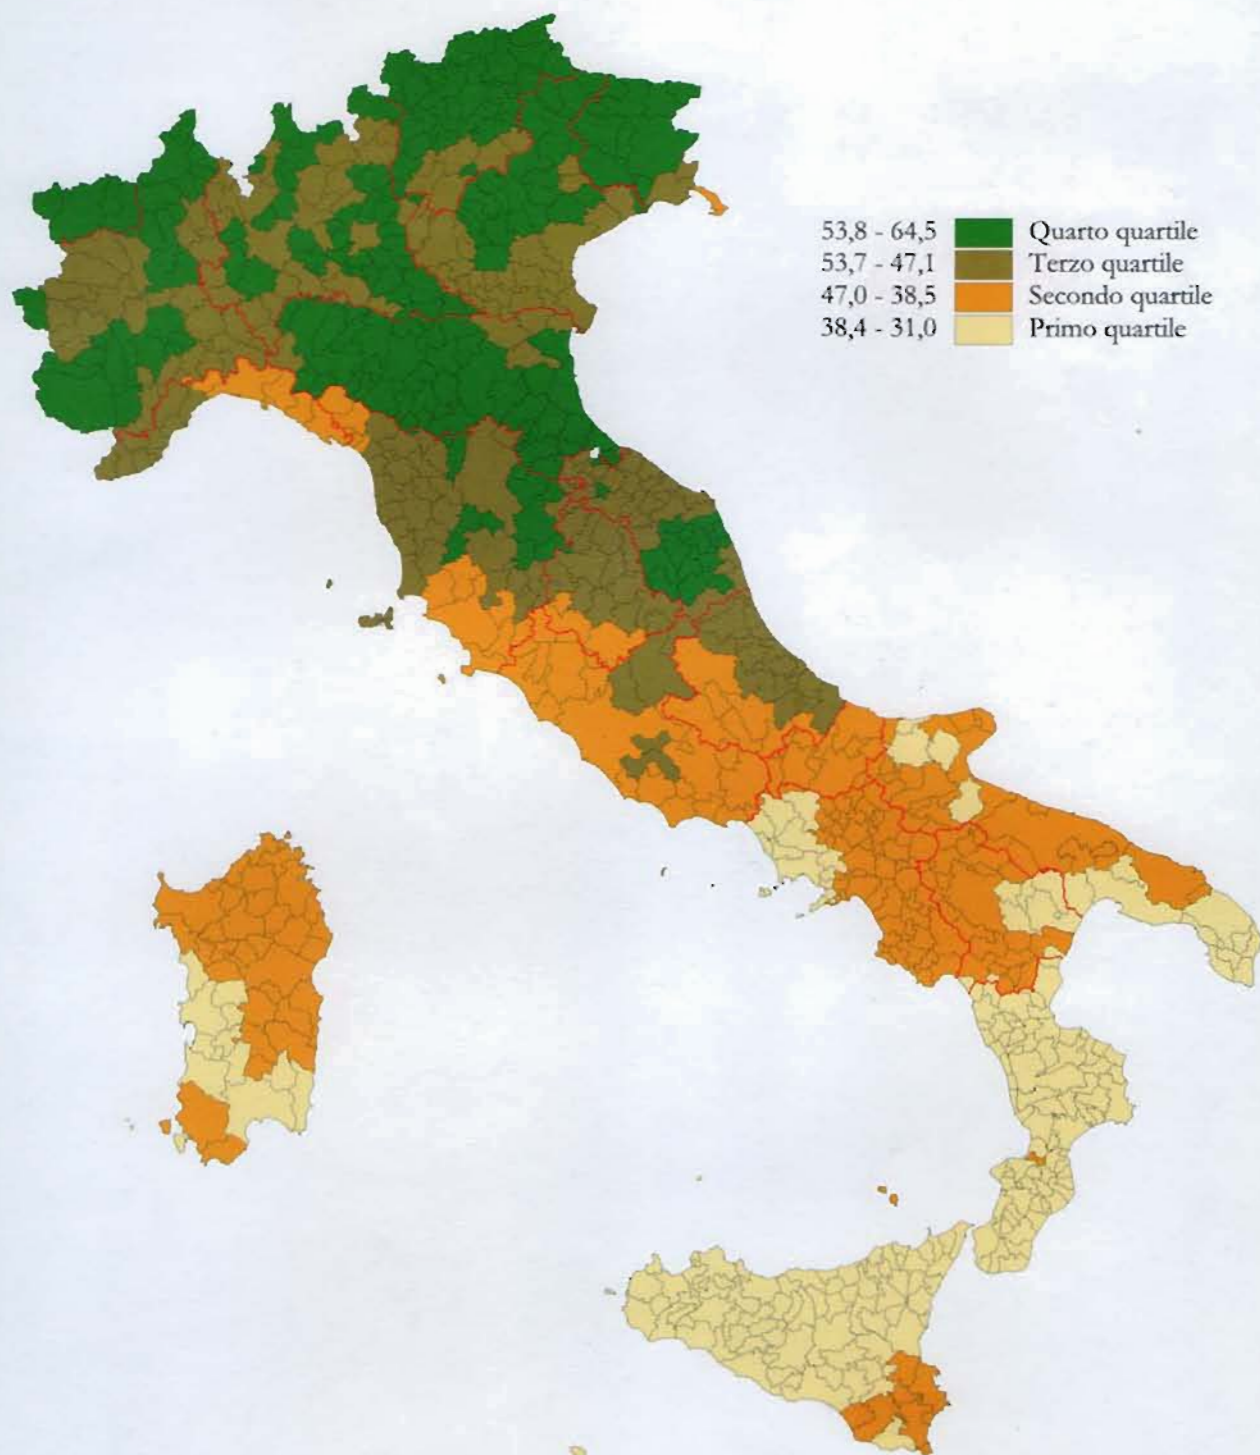 53,8 - 64,5 Quarto quartile
53,7 - 47,1 Terzo quartile
47,0 - 38,5 Secondo quartile
38,4 - 31,0 Primo quartile